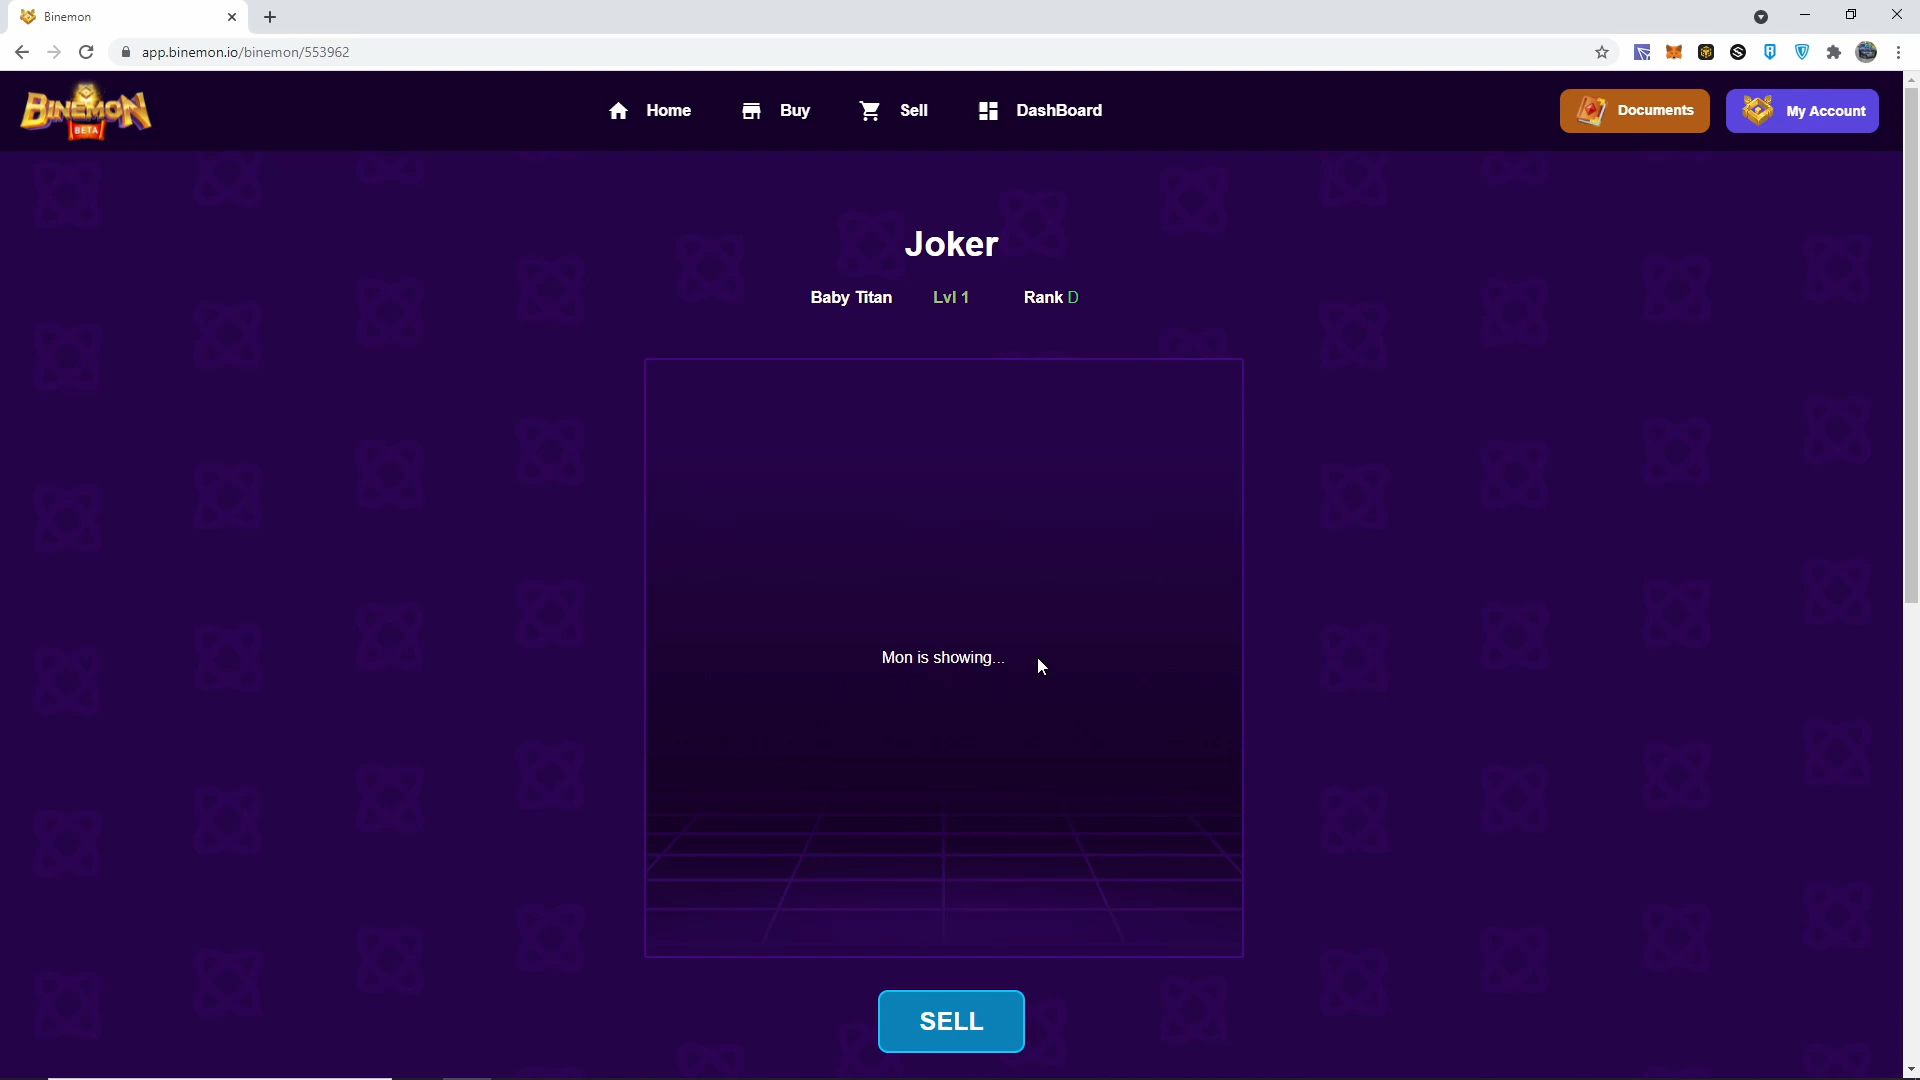 Binemon
app.binemon.io/binemon/553962
BINEMON
BETA
Home
Buy
Sell
DashBoard
Documents
My Account
Joker
Baby Titan Lvl 1 Rank D
Mon is showing...
SELL